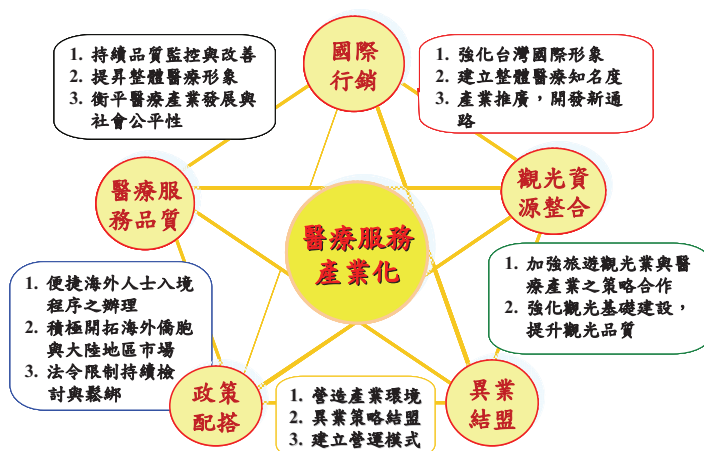 國際
行銷
1. 持續品質監控與改善
2. 提昇整體醫療形象
3. 衡平醫療產業發展與
社會公平性
1. 強化台灣國際形象
2. 建立整體醫療知名度
3. 產業推廣，開發新通
路
醫療服
務品質
觀光資
源整合
醫療服務
產業化
1. 便捷海外人士入境
程序之辦理
2. 積極開拓海外僑胞
與大陸地區市場
3. 法令限制持續檢
討與鬆綁
1. 加強旅遊觀光業與醫
療產業之策略合作
2. 強化觀光基礎建設，
提升觀光品質
政策
配搭
1. 營造產業環境
2. 異業策略結盟
3. 建立營運模式
異業
結盟